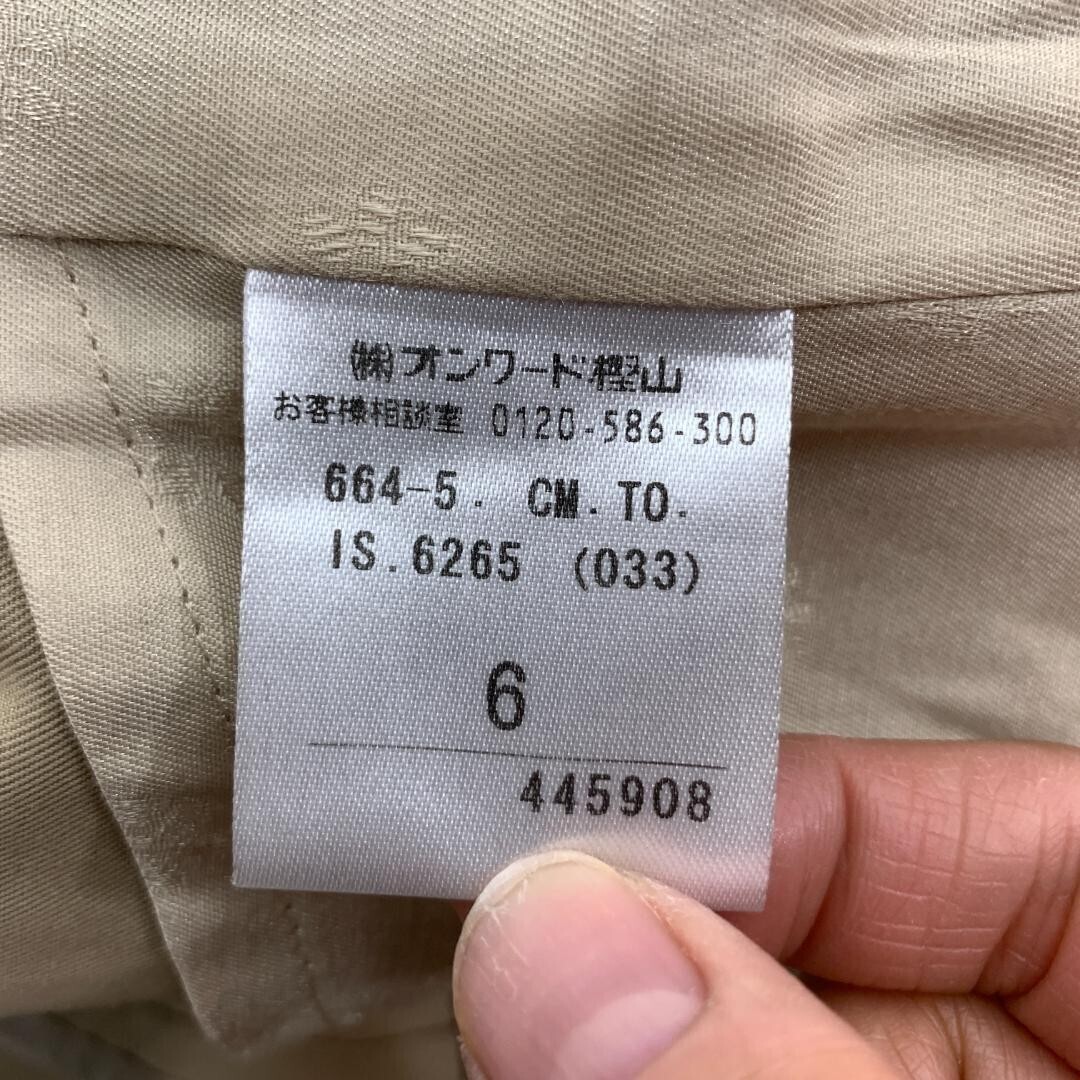 ㈱オンワード樫山
お客様相談室 0120-586-300
664-5. CM.TO.
IS.6265 (033)
6
445908